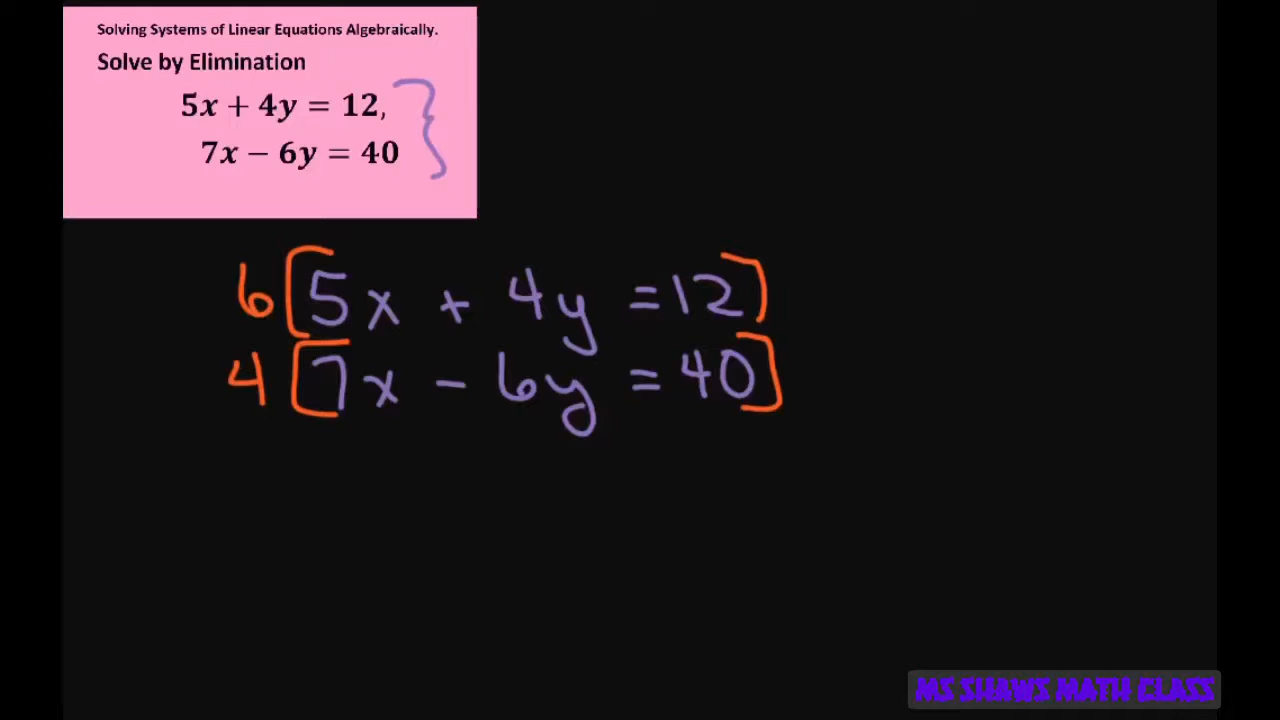 Solving Systems of Linear Equations Algebraically.
Solve by Elimination
5x + 4y = 12,
7x − 6y = 40
6[5x + 4y = 12]
4[7x − 6y = 40]
MS SHAWS MATH CLASS